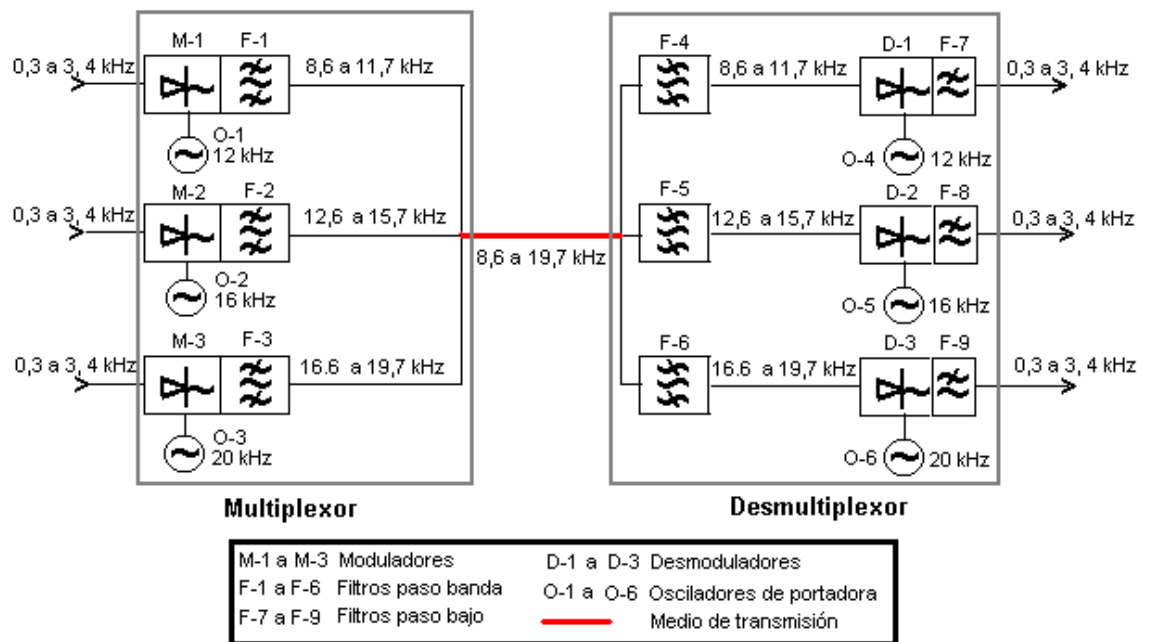 M-1 F-1
0,3 a 3, 4 kHz
8,6 a 11,7 kHz
O-1
12 kHz
M-2 F-2
0,3 a 3, 4 kHz
12,6 a 15,7 kHz
O-2
16 kHz
M-3 F-3
0,3 a 3, 4 kHz
16.6 a 19,7 kHz
O-3
20 kHz
Multiplexor
8,6 a 19,7 kHz
F-4
8,6 a 11,7 kHz
D-1 F-7
0,3 a 3, 4 kHz
O-4 12 kHz
F-5
12,6 a 15,7 kHz
D-2 F-8
0,3 a 3, 4 kHz
O-5 16 kHz
F-6
16.6 a 19,7 kHz
D-3 F-9
0,3 a 3, 4 kHz
O-6 20 kHz
Desmultiplexor
M-1 a M-3 Moduladores
F-1 a F-6 Filtros paso banda
F-7 a F-9 Filtros paso bajo
D-1 a D-3 Desmoduladores
O-1 a O-6 Osciladores de portadora
Medio de transmisión